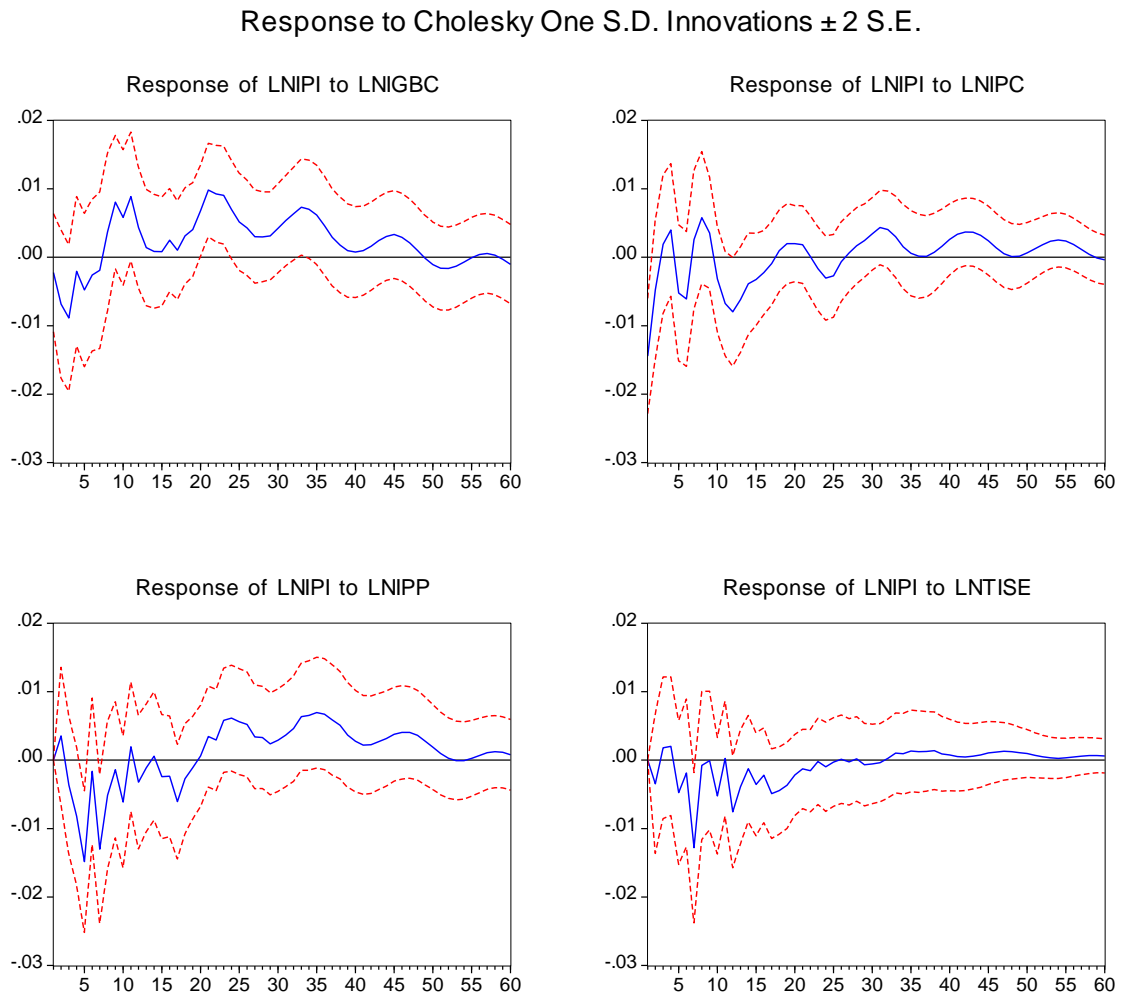 Response to Cholesky One S.D. Innovations ± 2 S.E.
Response of LNIPI to LNIGBC
.02
.01
.00
-.01
-.02
-.03
5 10 15 20 25 30 35 40 45 50 55 60
Response of LNIPI to LNIPC
.02
.01
.00
-.01
-.02
-.03
5 10 15 20 25 30 35 40 45 50 55 60
Response of LNIPI to LNIPP
.02
.01
.00
-.01
-.02
-.03
5 10 15 20 25 30 35 40 45 50 55 60
Response of LNIPI to LNTISE
.02
.01
.00
-.01
-.02
-.03
5 10 15 20 25 30 35 40 45 50 55 60